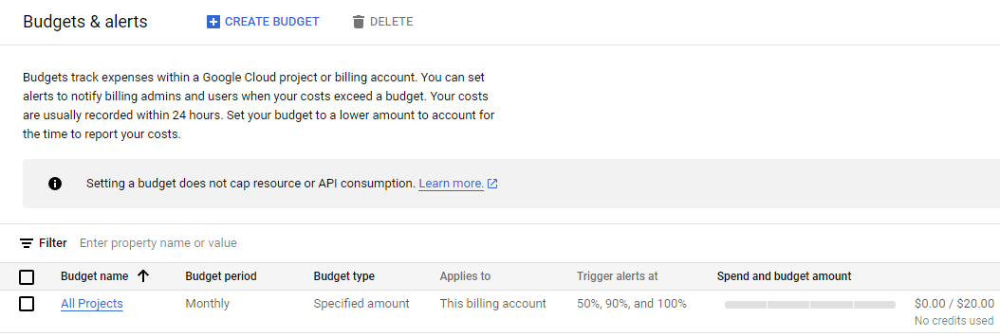 Budgets & alerts
CREATE BUDGET
DELETE
Budgets track expenses within a Google Cloud project or billing account. You can set
alerts to notify billing admins and users when your costs exceed a budget. Your costs
are usually recorded within 24 hours. Set your budget to a lower amount to account for
the time to report your costs.
Setting a budget does not cap resource or API consumption. Learn more.
Filter Enter property name or value
Budget name Budget period Budget type Applies to Trigger alerts at Spend and budget amount
All Projects Monthly Specified amount This billing account 50%, 90%, and 100% $0.00 / $20.00
No credits used